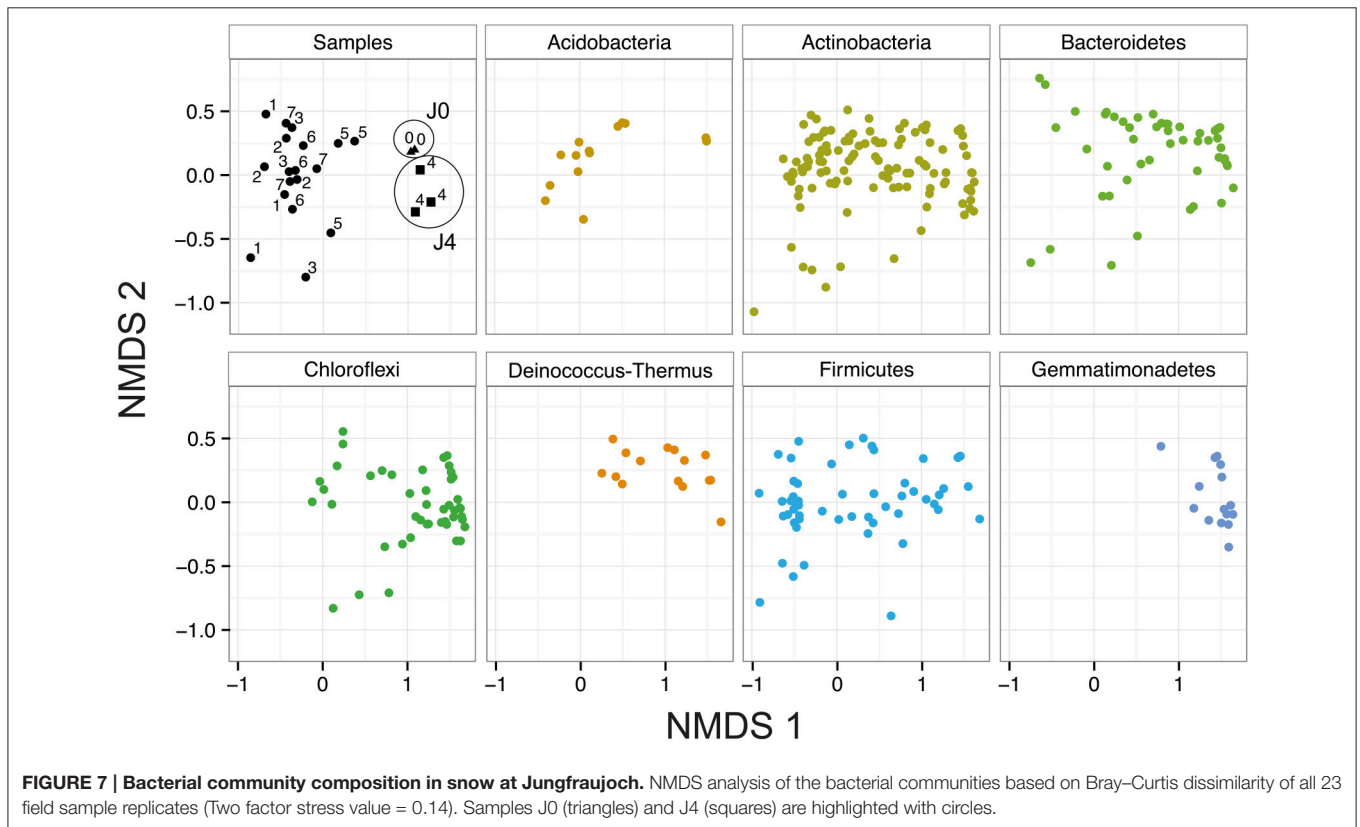 Samples
Acidobacteria
Actinobacteria
Bacteroidetes
0.5
0.0
−0.5
−1.0
1
7
3
2
6
5
5
J0
0
0
3
6
7
2
7
2
4
4
4
1
6
5
J4
1
3
NMDS 2
Chloroflexi
Deinococcus-Thermus
Firmicutes
Gemmatimonadetes
0.5
0.0
−0.5
−1.0
−1 0 1
−1 0 1
−1 0 1
−1 0 1
NMDS 1
FIGURE 7 | Bacterial community composition in snow at Jungfraujoch. NMDS analysis of the bacterial communities based on Bray–Curtis dissimilarity of all 23
field sample replicates (Two factor stress value = 0.14). Samples J0 (triangles) and J4 (squares) are highlighted with circles.